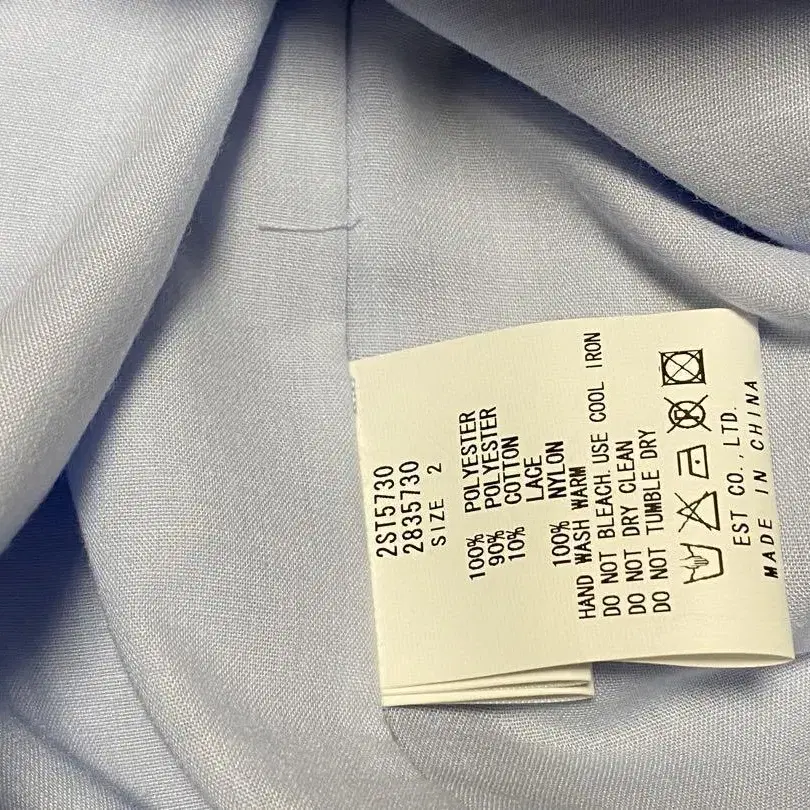 2ST5730
2835730
SIZE 2
100% POLYESTER
90% POLYESTER
10% COTTON
LACE
100% NYLON
HAND WASH WARM
DO NOT BLEACH.USE COOL IRON
DO NOT DRY CLEAN
DO NOT TUMBLE DRY
EST CO.,LTD.
MADE IN CHINA